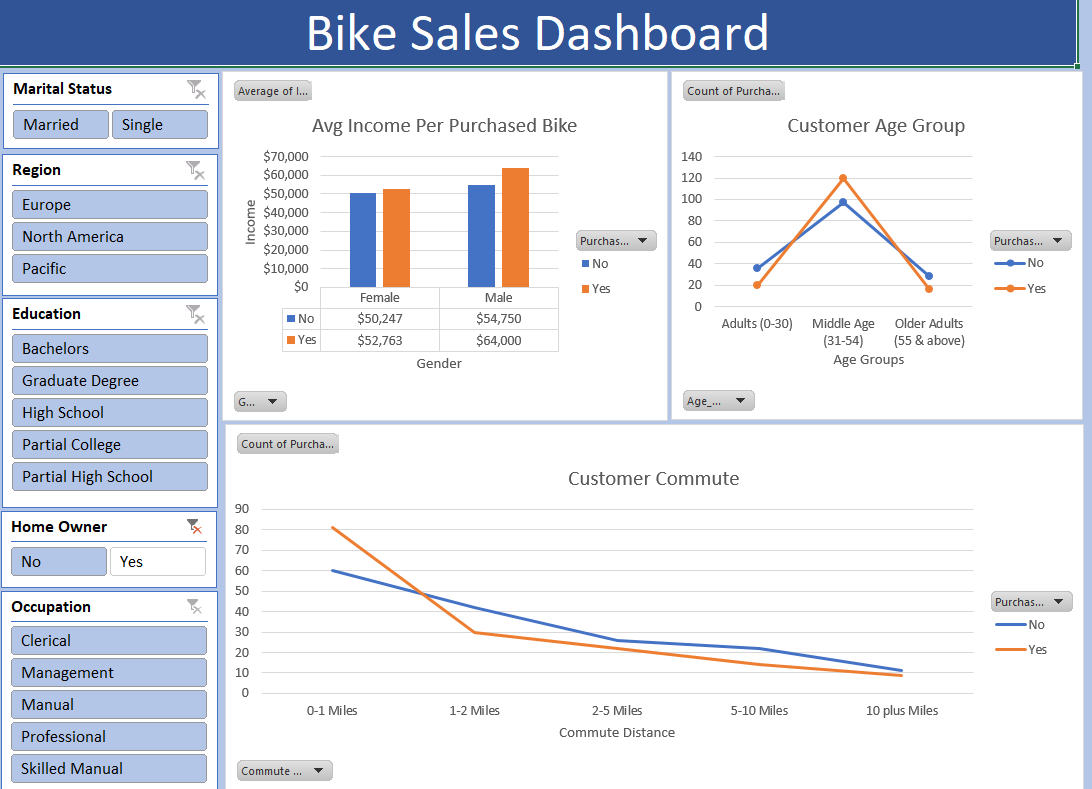 Bike Sales Dashboard
Marital Status
Married Single
Region
Europe
North America
Pacific
Education
Bachelors
Graduate Degree
High School
Partial College
Partial High School
Home Owner
No Yes
Occupation
Clerical
Management
Manual
Professional
Skilled Manual
Average of I...
Avg Income Per Purchased Bike
$70,000
$60,000
$50,000
$40,000
$30,000
$20,000
$10,000
$0
Income
Female Male
No $50,247 $54,750
Yes $52,763 $64,000
Gender
Purchas...
No
Yes
G...
Count of Purcha...
Customer Age Group
140
120
100
80
60
40
20
0
Adults (0-30) Middle Age Older Adults
(31-54) (55 & above)
Age Groups
Purchas...
No
Yes
Age_...
Count of Purcha...
Customer Commute
90
80
70
60
50
40
30
20
10
0
0-1 Miles 1-2 Miles 2-5 Miles 5-10 Miles 10 plus Miles
Commute Distance
Purchas...
No
Yes
Commute ...